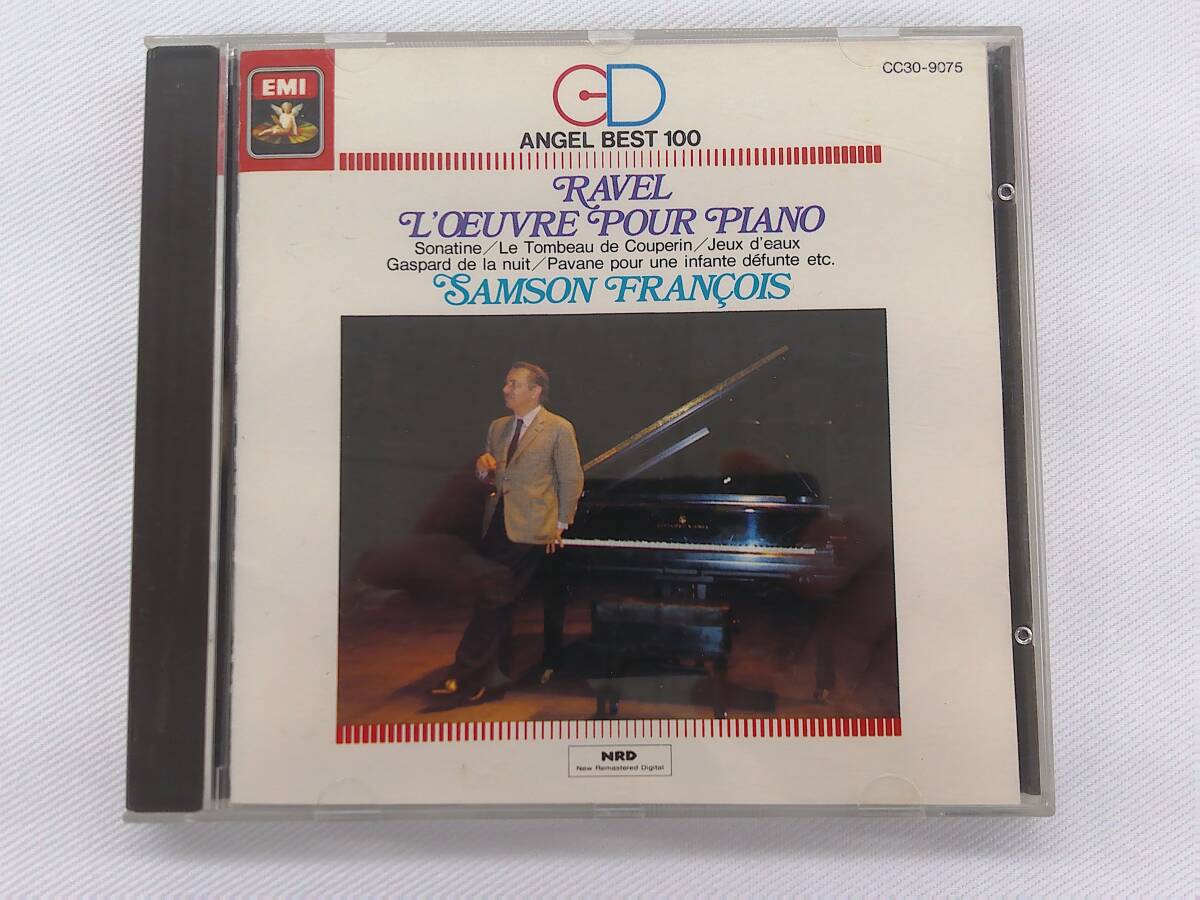 EMI
CD
CC30-9075
ANGEL BEST 100
RAVEL
L'ŒUVRE POUR PIANO
Sonatine/Le Tombeau de Couperin/Jeux d'eaux
Gaspard de la nuit/Pavane pour une infante défunte etc.
SAMSON FRANÇOIS
NRD
New Remastered Digital